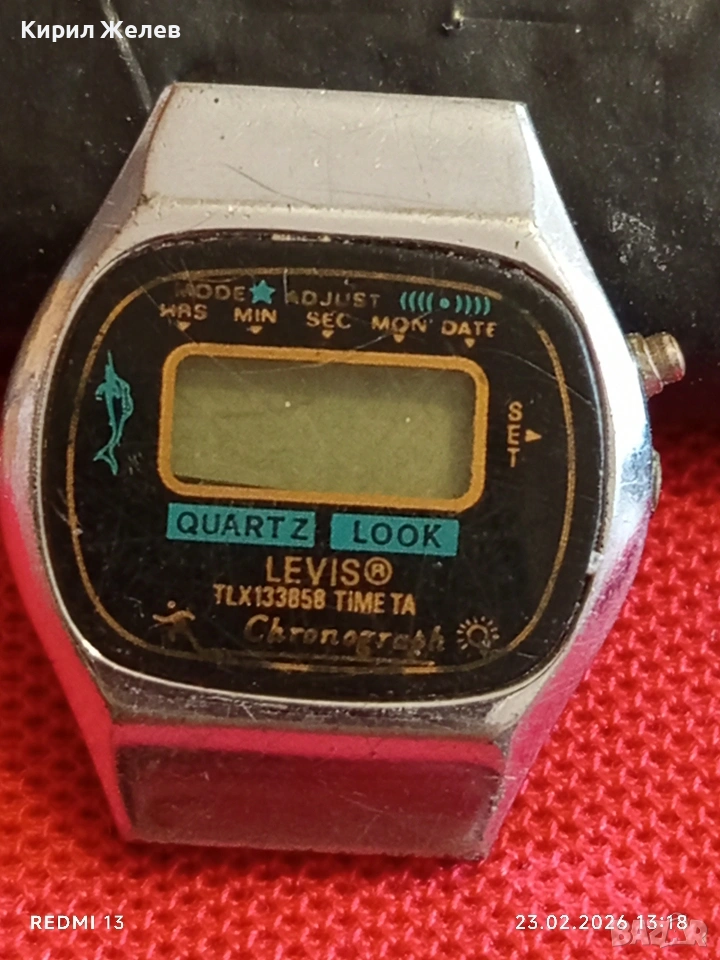 Кирил Желев
MODE ADJUST ((((•))))
HRS MIN SEC MON DATE
SET
QUARTZ LOOK
LEVIS®
TLX133858 TIME TA
Chronograph
REDMI 13
23.02.2026 13:18
BAZAR